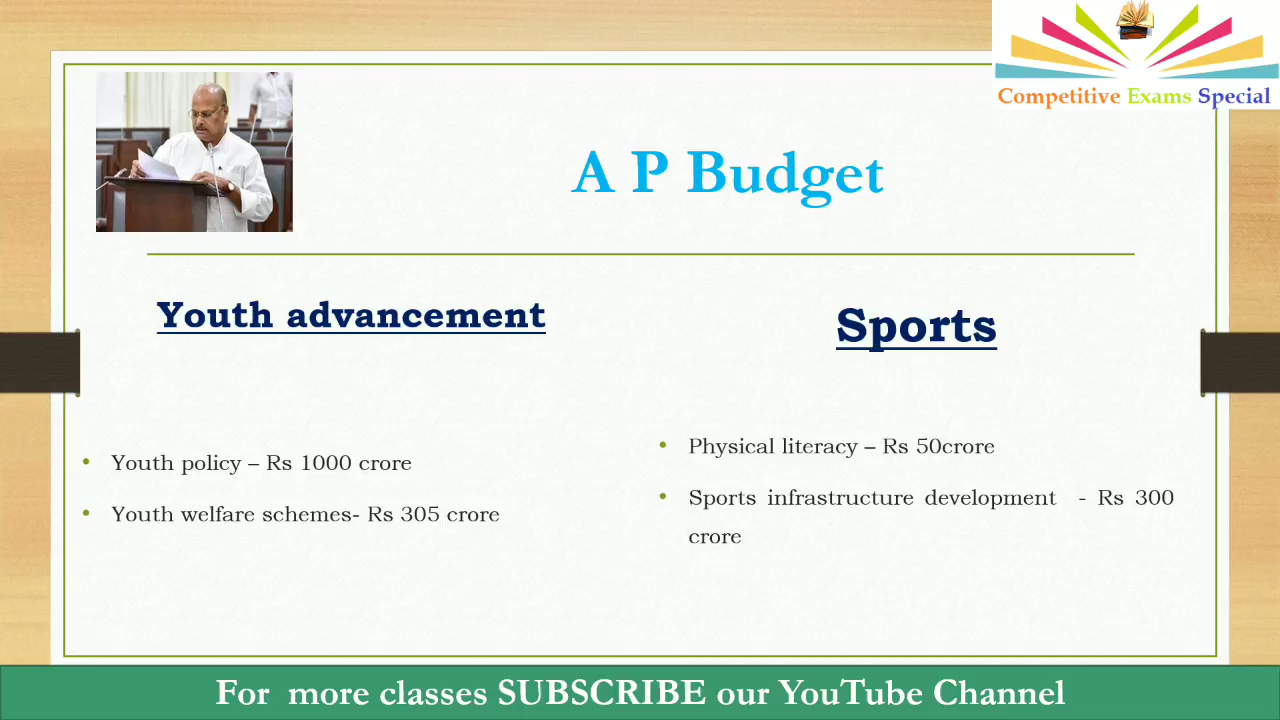 Competitive Exams Special
A P Budget
Youth advancement
• Youth policy – Rs 1000 crore
• Youth welfare schemes- Rs 305 crore
Sports
• Physical literacy – Rs 50crore
• Sports infrastructure development - Rs 300
crore
For more classes SUBSCRIBE our YouTube Channel